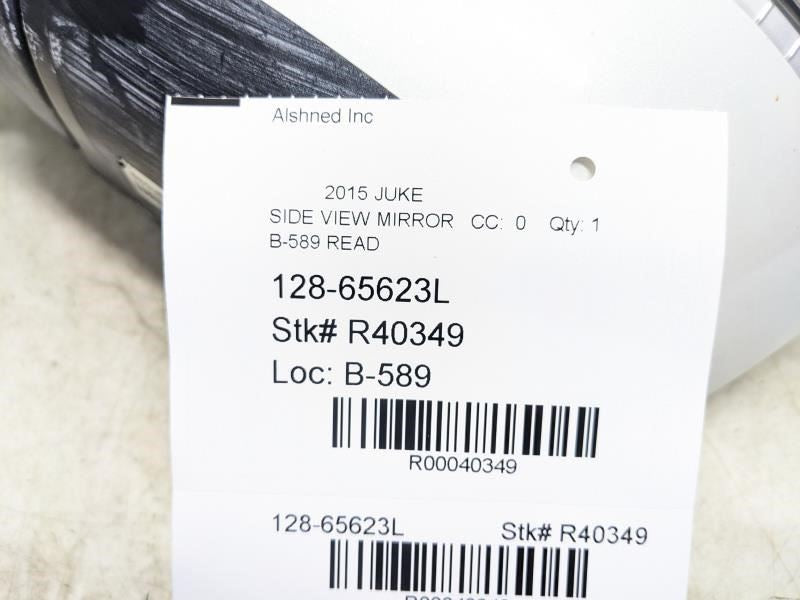 Alshned Inc
2015 JUKE
SIDE VIEW MIRROR CC: 0 Qty: 1
B-589 READ
128-65623L
Stk# R40349
Loc: B-589
R00040349
128-65623L Stk# R40349